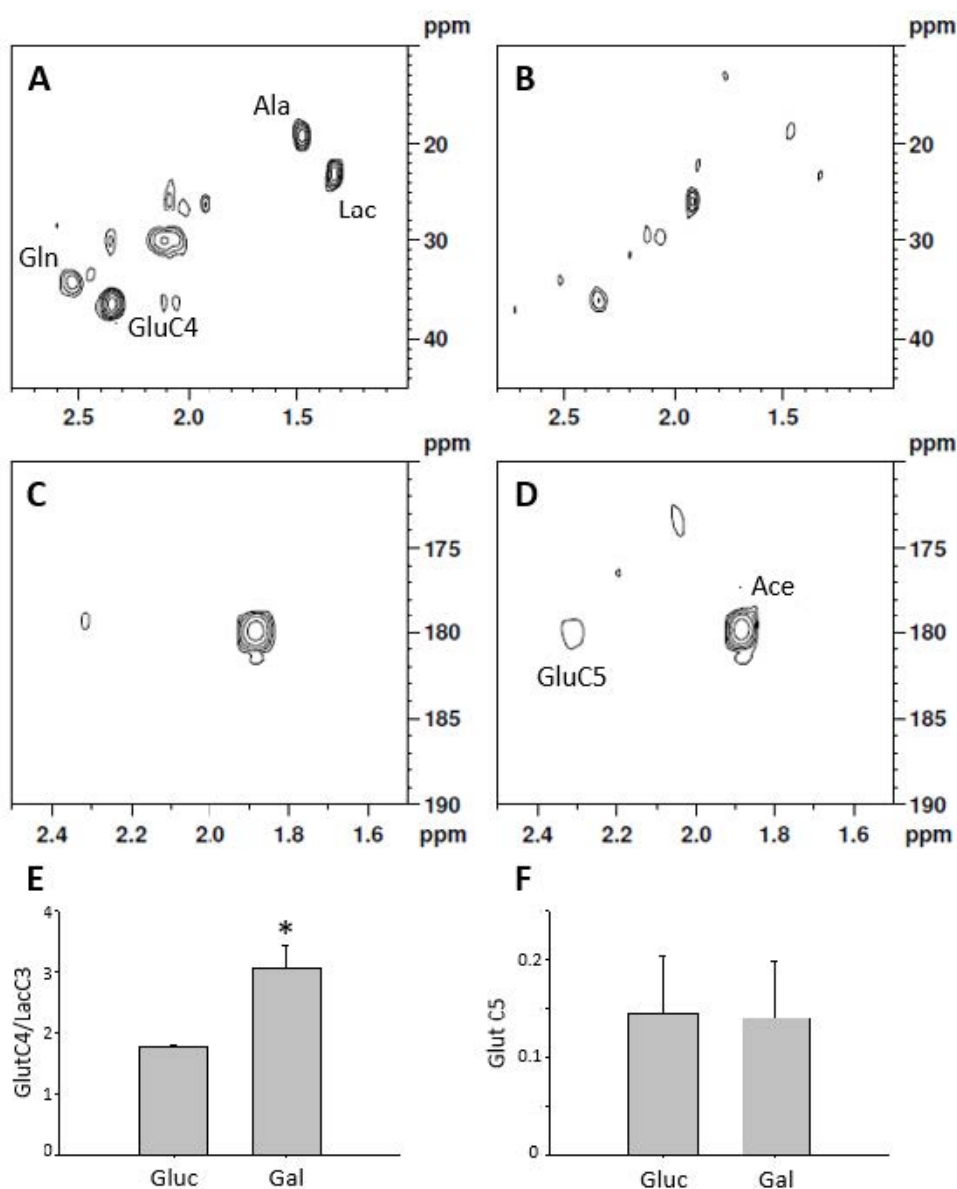 ppm ppm
A B
Ala
20 20
Lac
30 30
Gln
GluC4
40 40
2.5 2.0 1.5 2.5 2.0 1.5
ppm ppm
C D
175 175
Ace
180 180
GluC5
185 185
190 190
2.4 2.2 2.0 1.8 1.6 ppm 2.4 2.2 2.0 1.8 1.6 ppm
E F
4
*
3
2
1
0
GlutC4/LacC3
Gluc Gal
0.2
0.1
0
Glut C5
Gluc Gal